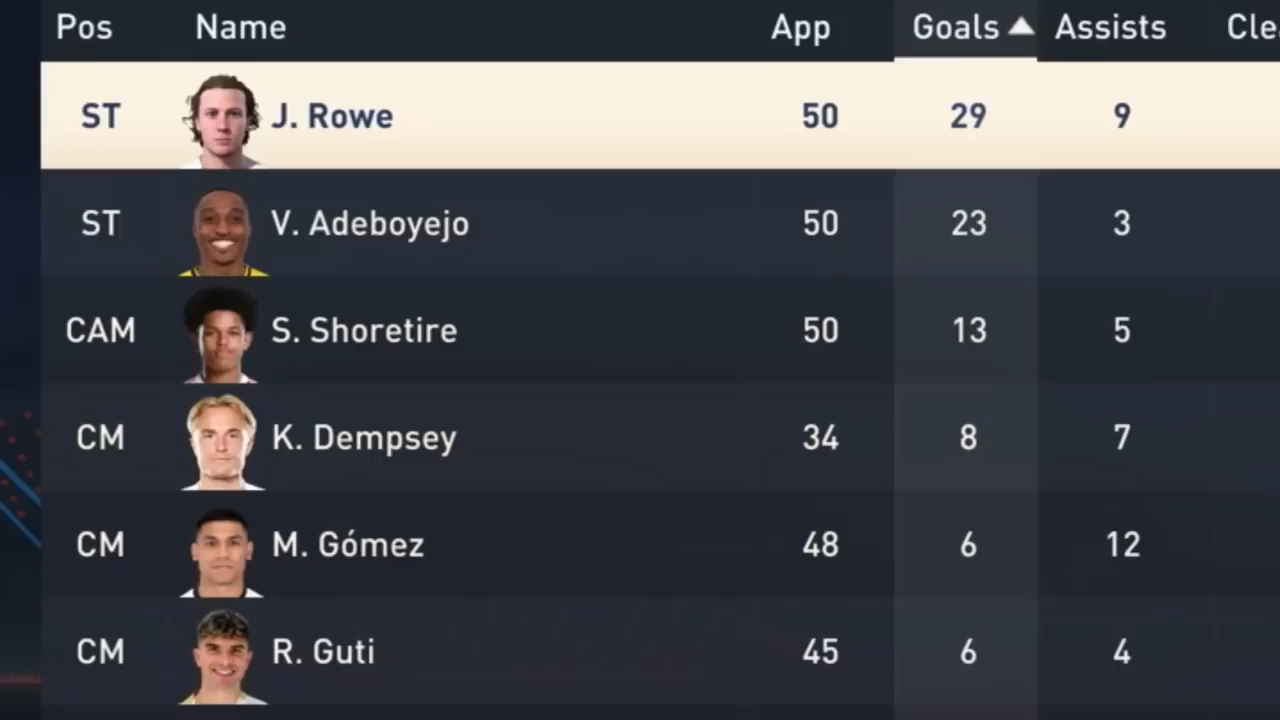 Pos Name App Goals Assists Cle
ST J. Rowe 50 29 9
ST V. Adeboyejo 50 23 3
CAM S. Shoretire 50 13 5
CM K. Dempsey 34 8 7
CM M. Gómez 48 6 12
CM R. Guti 45 6 4